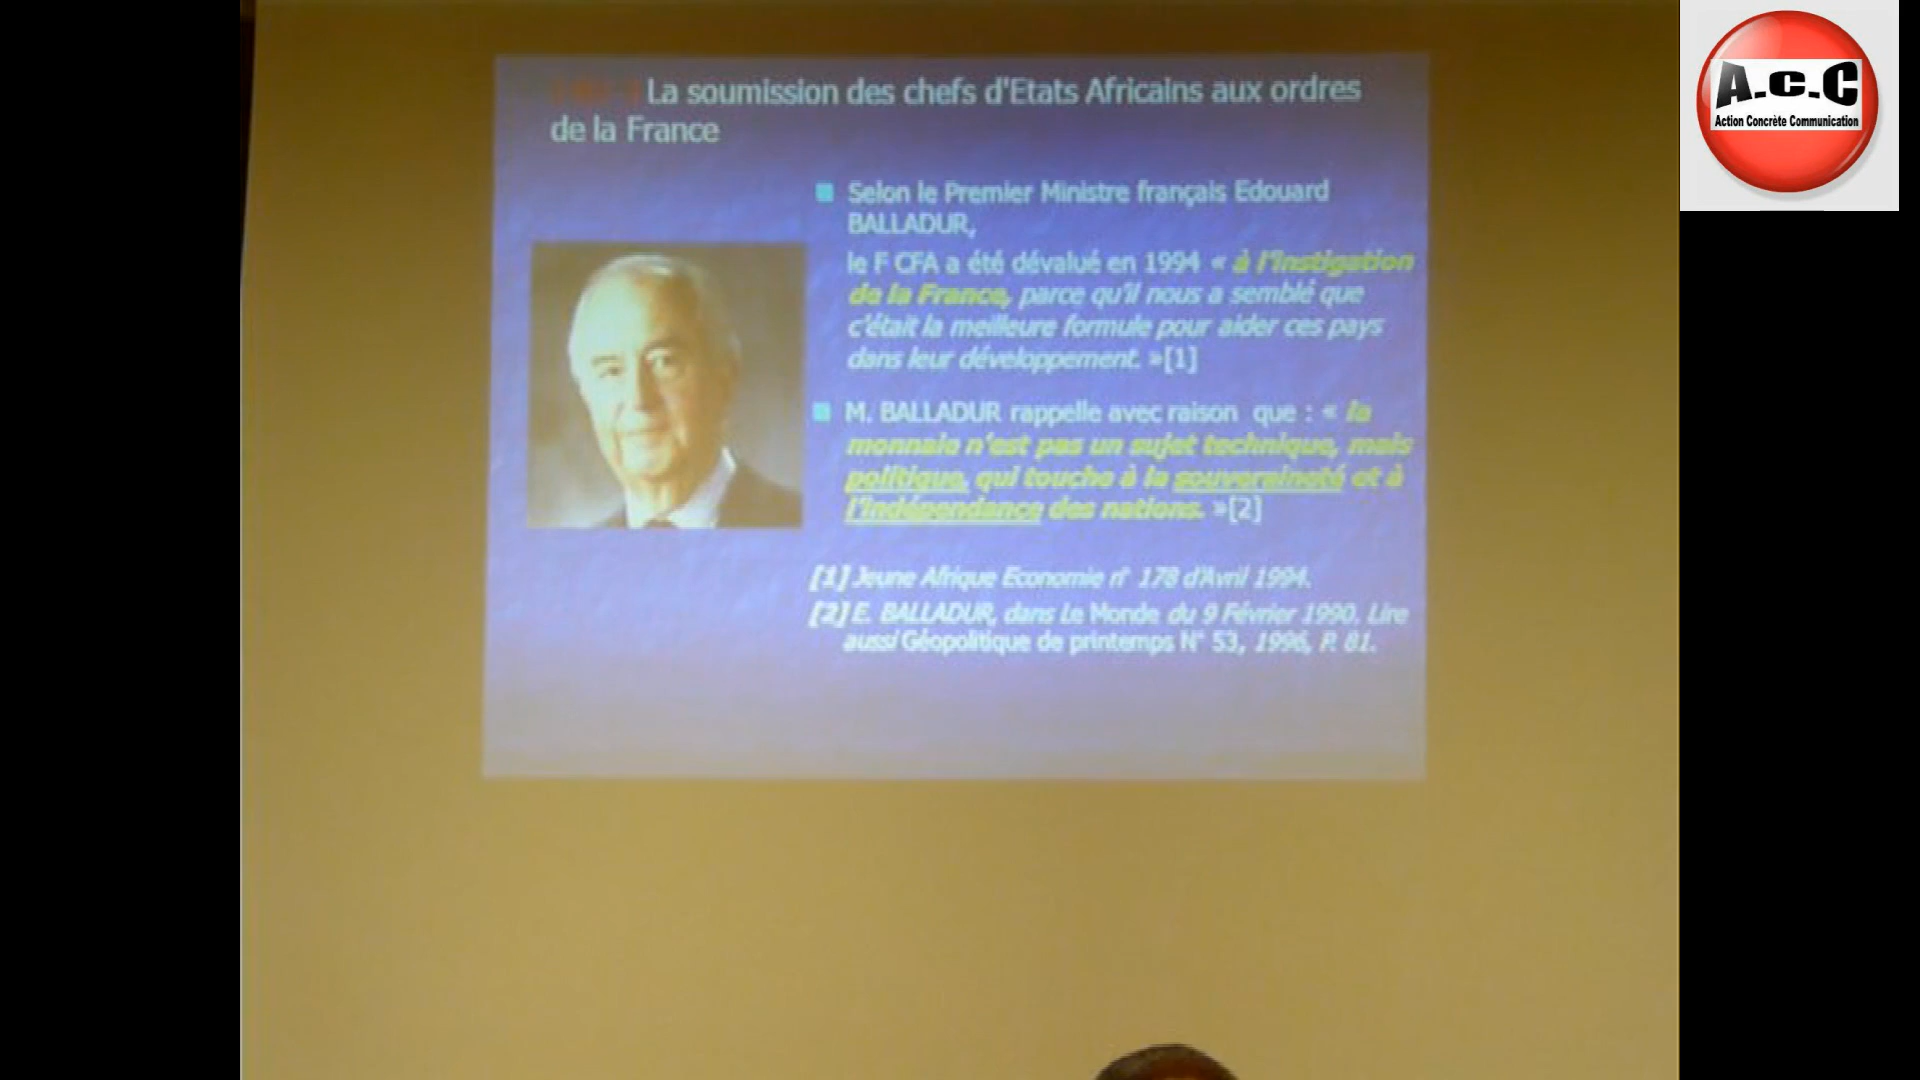 La soumission des chefs d'Etats Africains aux ordres
de la France
Selon le Premier Ministre français Edouard
BALLADUR,
le F CFA a été dévalué en 1994 « à l'instigation
de la France, parce qu'il nous a semblé que
c'était la meilleure formule pour aider ces pays
dans leur développement. »[1]
M. BALLADUR rappelle avec raison que : « la
monnaie n'est pas un sujet technique, mais
politique, qui touche à la souveraineté et à
l'indépendance des nations. »[2]
[1] Jeune Afrique Economie n° 178 d'Avril 1994.
[2] E. BALLADUR, dans Le Monde du 9 Février 1990. Lire
aussi Géopolitique de printemps N° 53, 1996, P. 81.
A.C.C
Action Concrète Communication